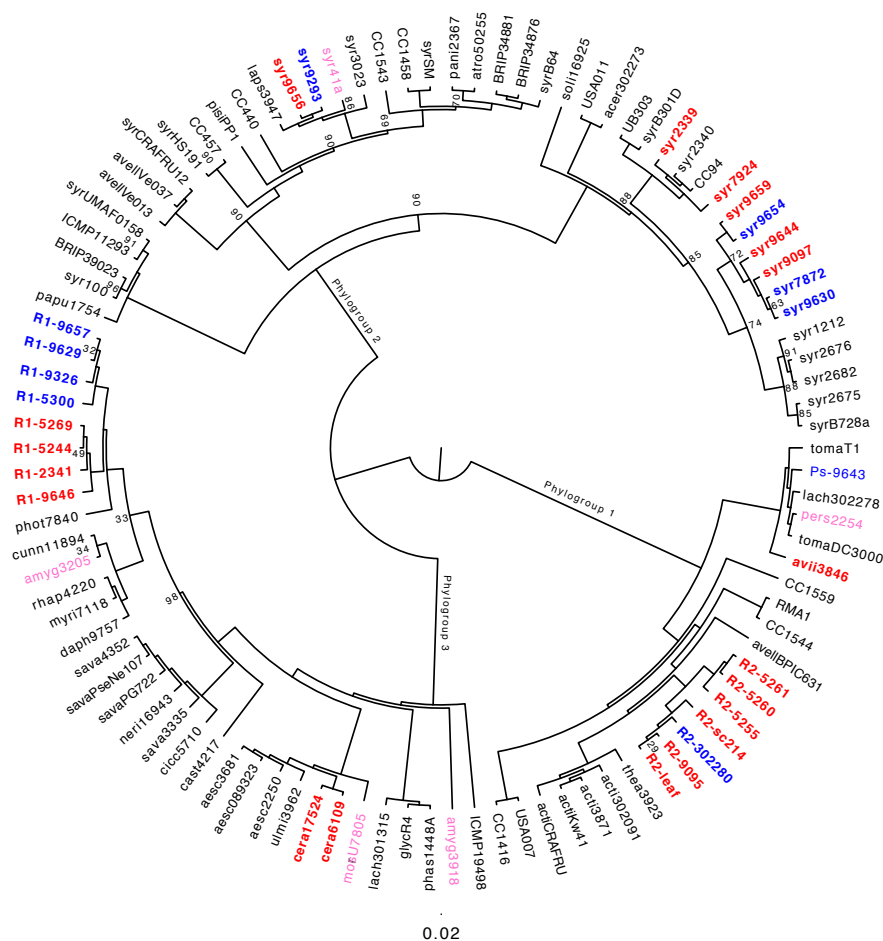 laps3947
syr9656
syr9293
syr41a
syr3023
CC1543
CC1458
syrSM
pani2367
atro50255
BRIP34881
BRIP34876
syrB64
soli16925
USA011
acer302273
UB303
syrB301D
syr2339
syr2340
CC94
syr7924
syr9659
syr9654
syr9644
syr9097
syr7872
syr9630
syr1212
syr2676
syr2682
syr2675
syrB728a
tomaT1
Ps-9643
lach302278
pers2254
tomaDC3000
avii3846
CC1559
RMA1
CC1544
avellBPIC631
R2-5261
R2-5260
R2-5255
R2-sc214
R2-302280
R2-9095
R2-leaf
thea3923
acti302091
acti3871
actiKw41
actiCRAFRU
USA007
CC1416
ICMP19498
amyg3918
phas1448A
glycR4
lach301315
morsU7805
cera6109
cera17524
ulmi3962
aesc2250
aesc089323
aesc3681
cast4217
cicc5710
sava3335
neri16943
savaPG722
savaPseNe107
sava4352
daph9757
myri7118
rhap4220
amyg3205
cunn11894
phot7840
R1-9646
R1-2341
R1-5244
R1-5269
R1-5300
R1-9326
R1-9629
R1-9657
papu1754
syr100
BRIP39023
ICMP11293
syrUMAF0158
avellVe013
avellVe037
syrCRAFRU12
syrHS191
CC457
pisiPP1
CC440
86
69
70
90
90
90
90
88
85
72
63
74
91
88
85
91
96
32
49
33
34
98
29
Phylogroup 2
Phylogroup 1
Phylogroup 3
0.02